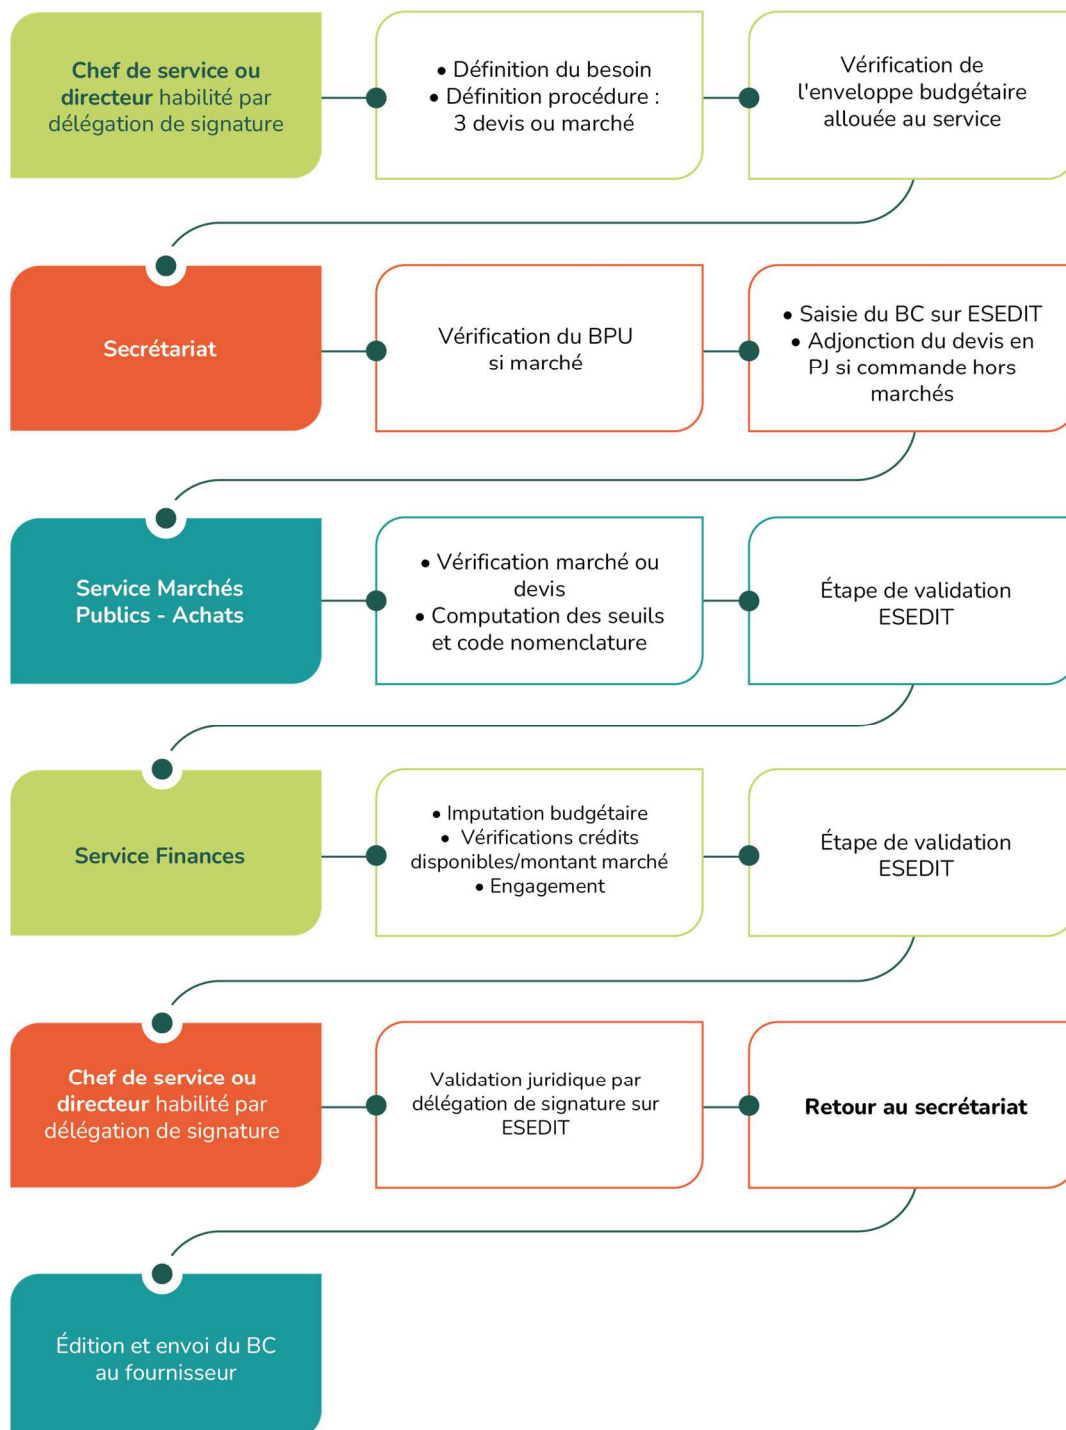 Chef de service ou
directeur habilité par
délégation de signature
• Définition du besoin
• Définition procédure :
3 devis ou marché
Vérification de
l'enveloppe budgétaire
allouée au service
Secrétariat
Vérification du BPU
si marché
• Saisie du BC sur ESEDIT
• Adjonction du devis en
PJ si commande hors
marchés
Service Marchés
Publics - Achats
• Vérification marché ou
devis
• Computation des seuils
et code nomenclature
Étape de validation
ESEDIT
Service Finances
• Imputation budgétaire
• Vérifications crédits
disponibles/montant marché
• Engagement
Étape de validation
ESEDIT
Chef de service ou
directeur habilité par
délégation de signature
Validation juridique par
délégation de signature sur
ESEDIT
Retour au secrétariat
Édition et envoi du BC
au fournisseur